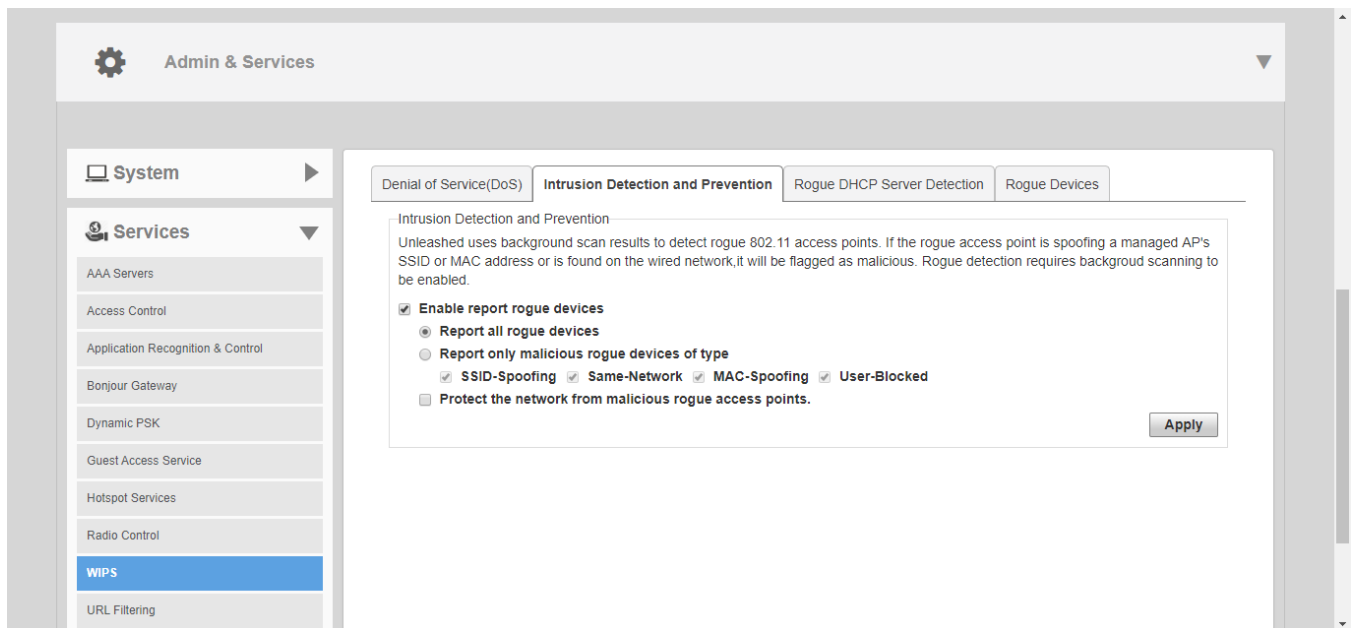 Admin & Services
System
Services
AAA Servers
Access Control
Application Recognition & Control
Bonjour Gateway
Dynamic PSK
Guest Access Service
Hotspot Services
Radio Control
WIPS
URL Filtering
Denial of Service(DoS) Intrusion Detection and Prevention Rogue DHCP Server Detection Rogue Devices
Intrusion Detection and Prevention
Unleashed uses background scan results to detect rogue 802.11 access points. If the rogue access point is spoofing a managed AP's
SSID or MAC address or is found on the wired network,it will be flagged as malicious. Rogue detection requires backgroud scanning to
be enabled.
Enable report rogue devices
Report all rogue devices
Report only malicious rogue devices of type
SSID-Spoofing Same-Network MAC-Spoofing User-Blocked
Protect the network from malicious rogue access points.
Apply